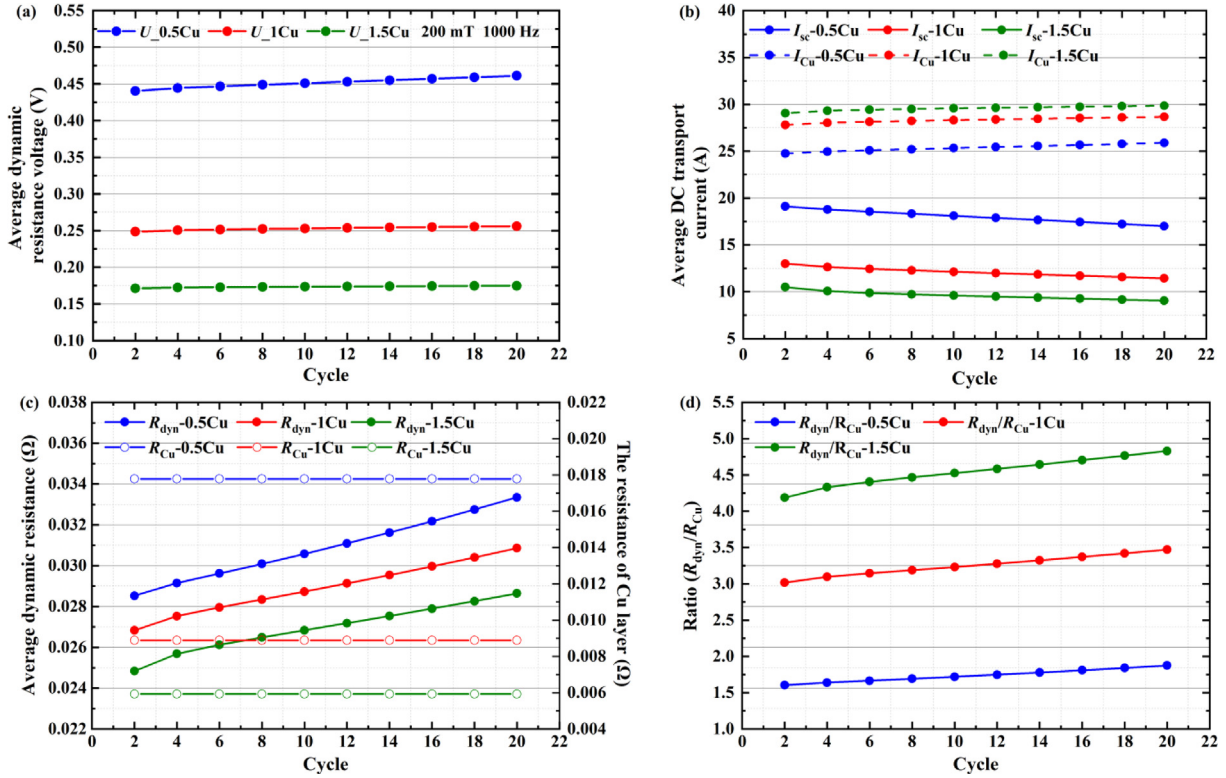 (a)
U_0.5Cu U_1Cu U_1.5Cu 200 mT 1000 Hz
0.55
0.50
0.45
0.40
0.35
0.30
0.25
0.20
0.15
0.10
Average dynamic
resistance voltage (V)
0 2 4 6 8 10 12 14 16 18 20 22
Cycle
(b)
Isc-0.5Cu Isc-1Cu Isc-1.5Cu
ICu-0.5Cu ICu-1Cu ICu-1.5Cu
40
35
30
25
20
15
10
5
Average DC transport
current (A)
0 2 4 6 8 10 12 14 16 18 20 22
Cycle
(c)
Rdyn-0.5Cu Rdyn-1Cu Rdyn-1.5Cu
RCu-0.5Cu RCu-1Cu RCu-1.5Cu
0.038
0.036
0.034
0.032
0.030
0.028
0.026
0.024
0.022
Average dynamic resistance (Ω)
0.022
0.020
0.018
0.016
0.014
0.012
0.010
0.008
0.006
0.004
The resistance of Cu layer (Ω)
0 2 4 6 8 10 12 14 16 18 20 22
Cycle
(d)
Rdyn/RCu-0.5Cu Rdyn/RCu-1Cu
Rdyn/RCu-1.5Cu
5.5
5.0
4.5
4.0
3.5
3.0
2.5
2.0
1.5
1.0
Ratio (Rdyn/RCu)
0 2 4 6 8 10 12 14 16 18 20 22
Cycle